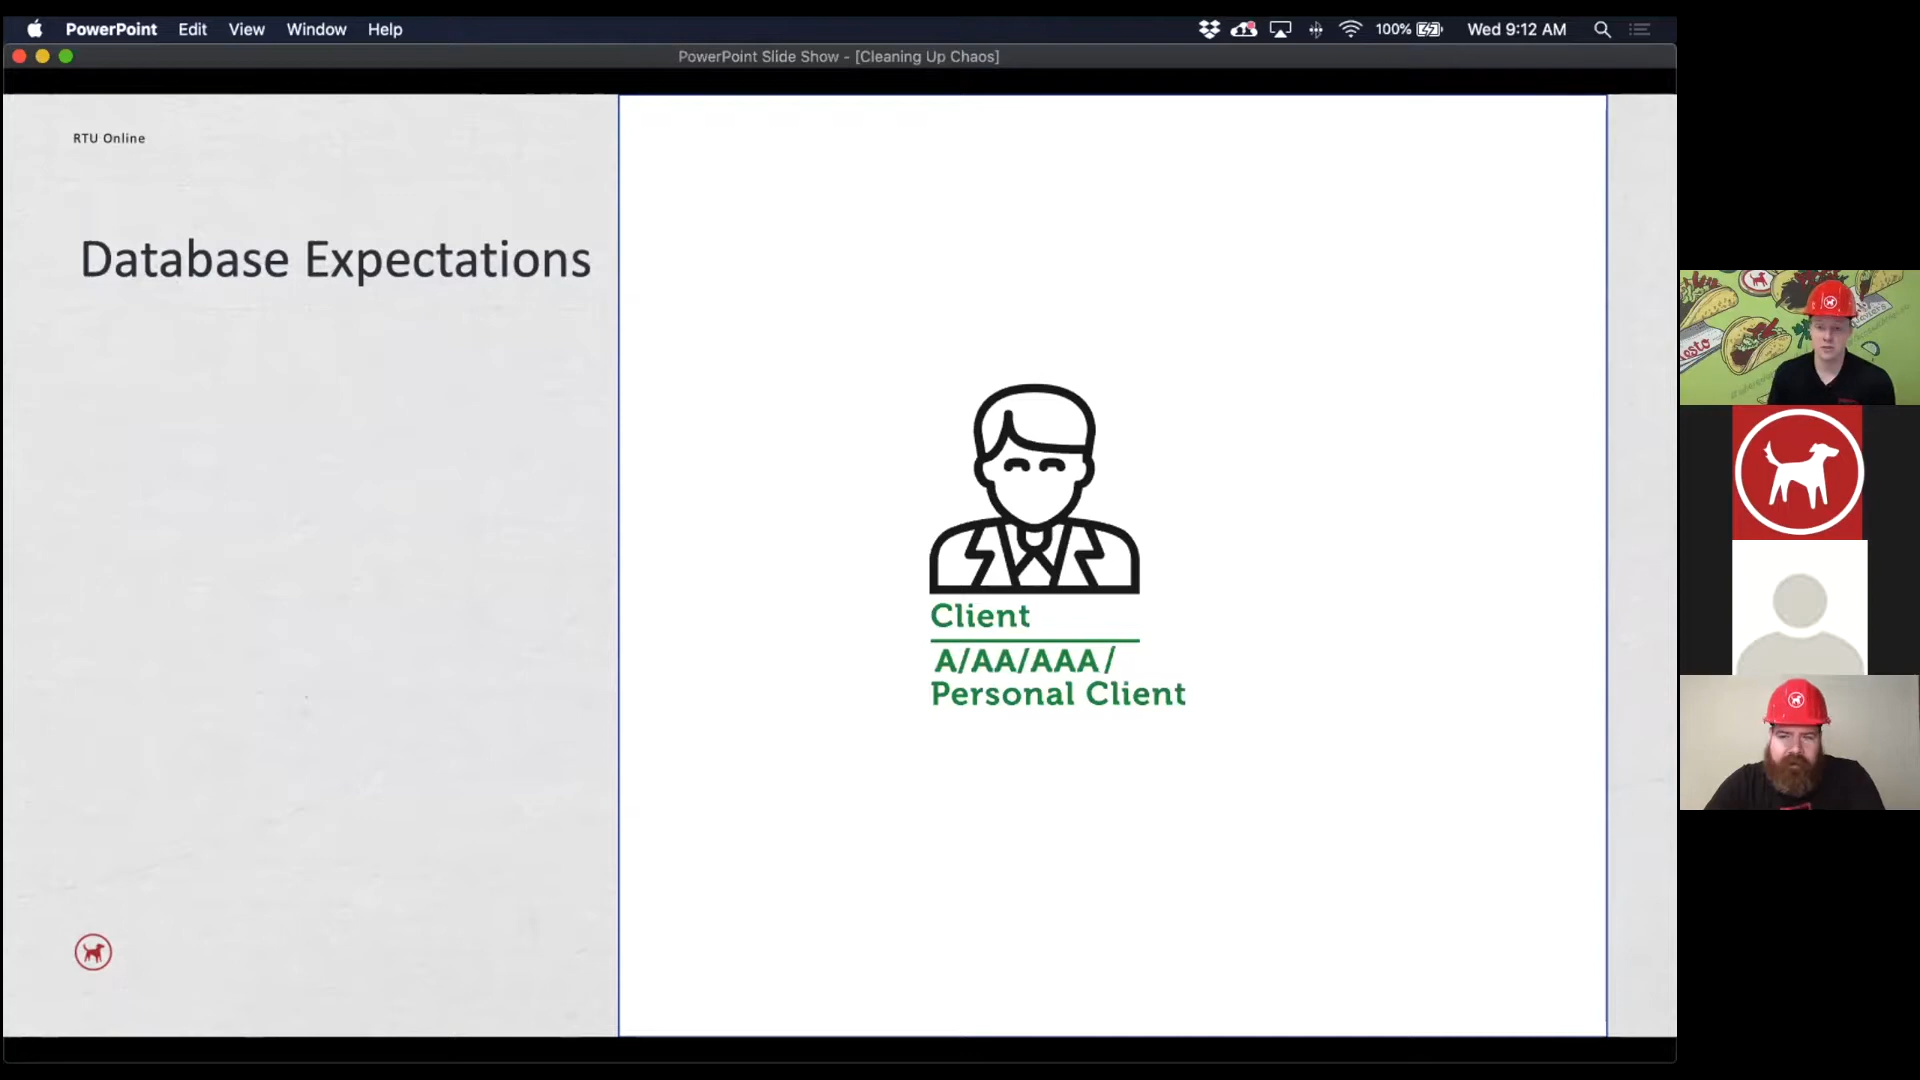 PowerPoint Edit View Window Help 100% Wed 9:12 AM
PowerPoint Slide Show - [Cleaning Up Chaos]
RTU Online
Database Expectations
Client
A/AA/AAA/
Personal Client